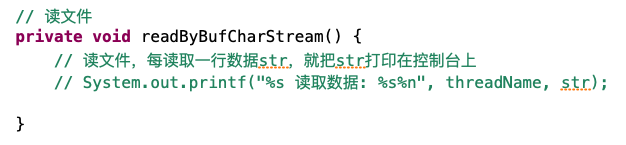 // 读文件
private void readByBufCharStream() {
// 读文件，每读取一行数据str，就把str打印在控制台上
// System.out.printf("%s 读取数据: %s%n", threadName, str);
}